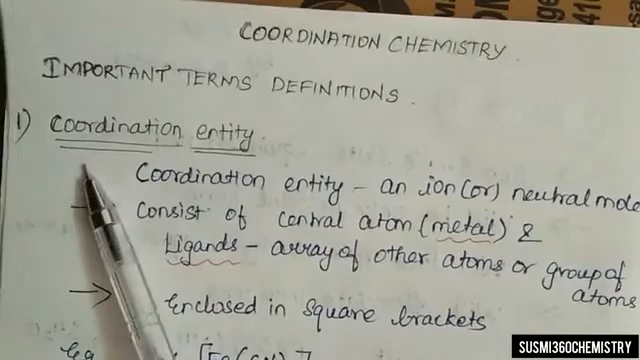 COORDINATION CHEMISTRY
IMPORTANT TERMS DEFINITIONS.
1) Coordination entity.
Coordination entity - an ion (or) neutral mole
consist of central atom (metal) &
Ligands - array of other atoms or group of
atoms
→ Enclosed in square brackets
Eg
SUSMI360CHEMISTRY